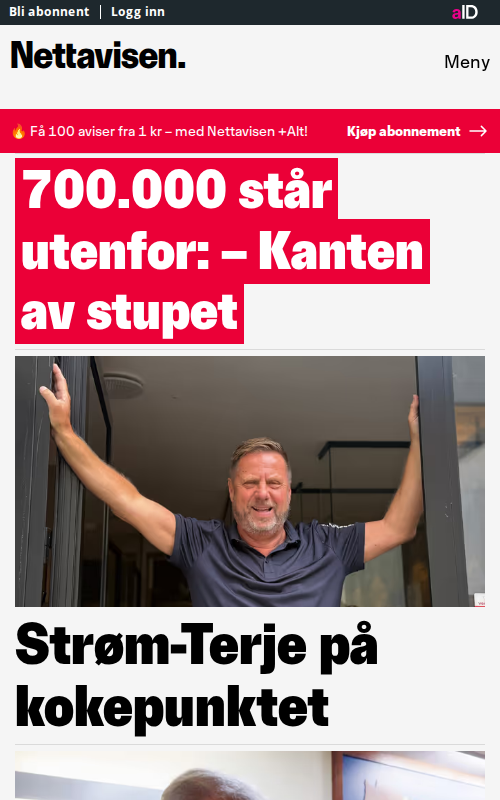 Bli abonnent | Logg inn
aID
Nettavisen.
Meny
🔥 Få 100 aviser fra 1 kr – med Nettavisen +Alt!
Kjøp abonnement →
700.000 står
utenfor: – Kanten
av stupet
Strøm-Terje på
kokepunktet